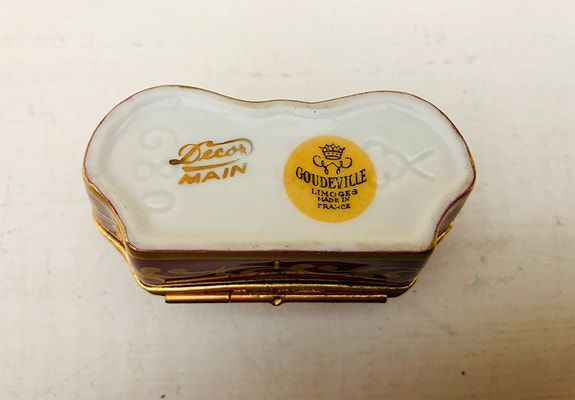 Décor
MAIN
GOUDEVILLE
LIMOGES
MADE IN
FRANCE